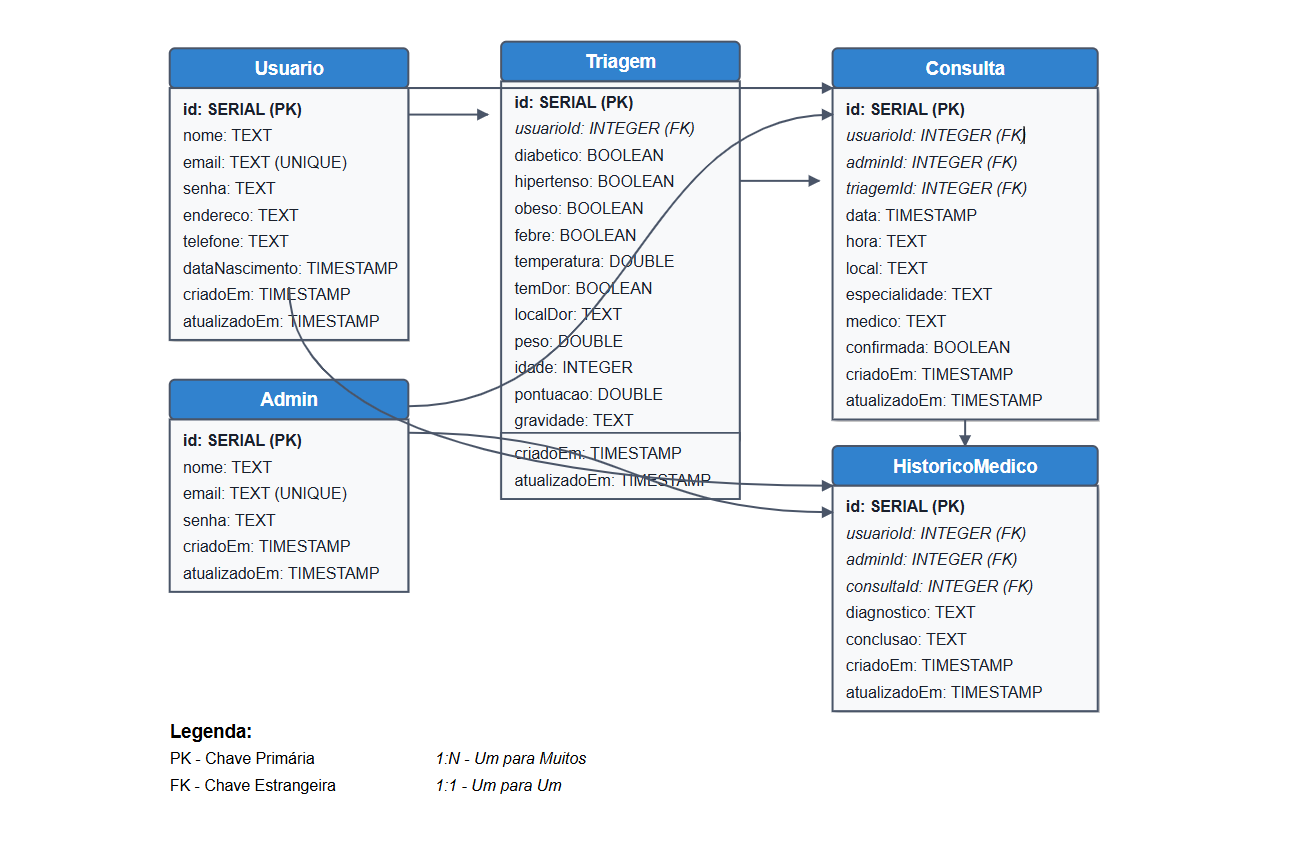 Usuario
id: SERIAL (PK)
nome: TEXT
email: TEXT (UNIQUE)
senha: TEXT
endereco: TEXT
telefone: TEXT
dataNascimento: TIMESTAMP
criadoEm: TIMESTAMP
atualizadoEm: TIMESTAMP
Triagem
id: SERIAL (PK)
usuarioId: INTEGER (FK)
diabetico: BOOLEAN
hipertenso: BOOLEAN
obeso: BOOLEAN
febre: BOOLEAN
temperatura: DOUBLE
temDor: BOOLEAN
localDor: TEXT
peso: DOUBLE
idade: INTEGER
pontuacao: DOUBLE
gravidade: TEXT
criadoEm: TIMESTAMP
atualizadoEm: TIMESTAMP
Consulta
id: SERIAL (PK)
usuarioId: INTEGER (FK)
adminId: INTEGER (FK)
triagemId: INTEGER (FK)
data: TIMESTAMP
hora: TEXT
local: TEXT
especialidade: TEXT
medico: TEXT
confirmada: BOOLEAN
criadoEm: TIMESTAMP
atualizadoEm: TIMESTAMP
Admin
id: SERIAL (PK)
nome: TEXT
email: TEXT (UNIQUE)
senha: TEXT
criadoEm: TIMESTAMP
atualizadoEm: TIMESTAMP
HistoricoMedico
id: SERIAL (PK)
usuarioId: INTEGER (FK)
adminId: INTEGER (FK)
consultaId: INTEGER (FK)
diagnostico: TEXT
conclusao: TEXT
criadoEm: TIMESTAMP
atualizadoEm: TIMESTAMP
Legenda:
PK - Chave Primária
1:N - Um para Muitos
FK - Chave Estrangeira
1:1 - Um para Um